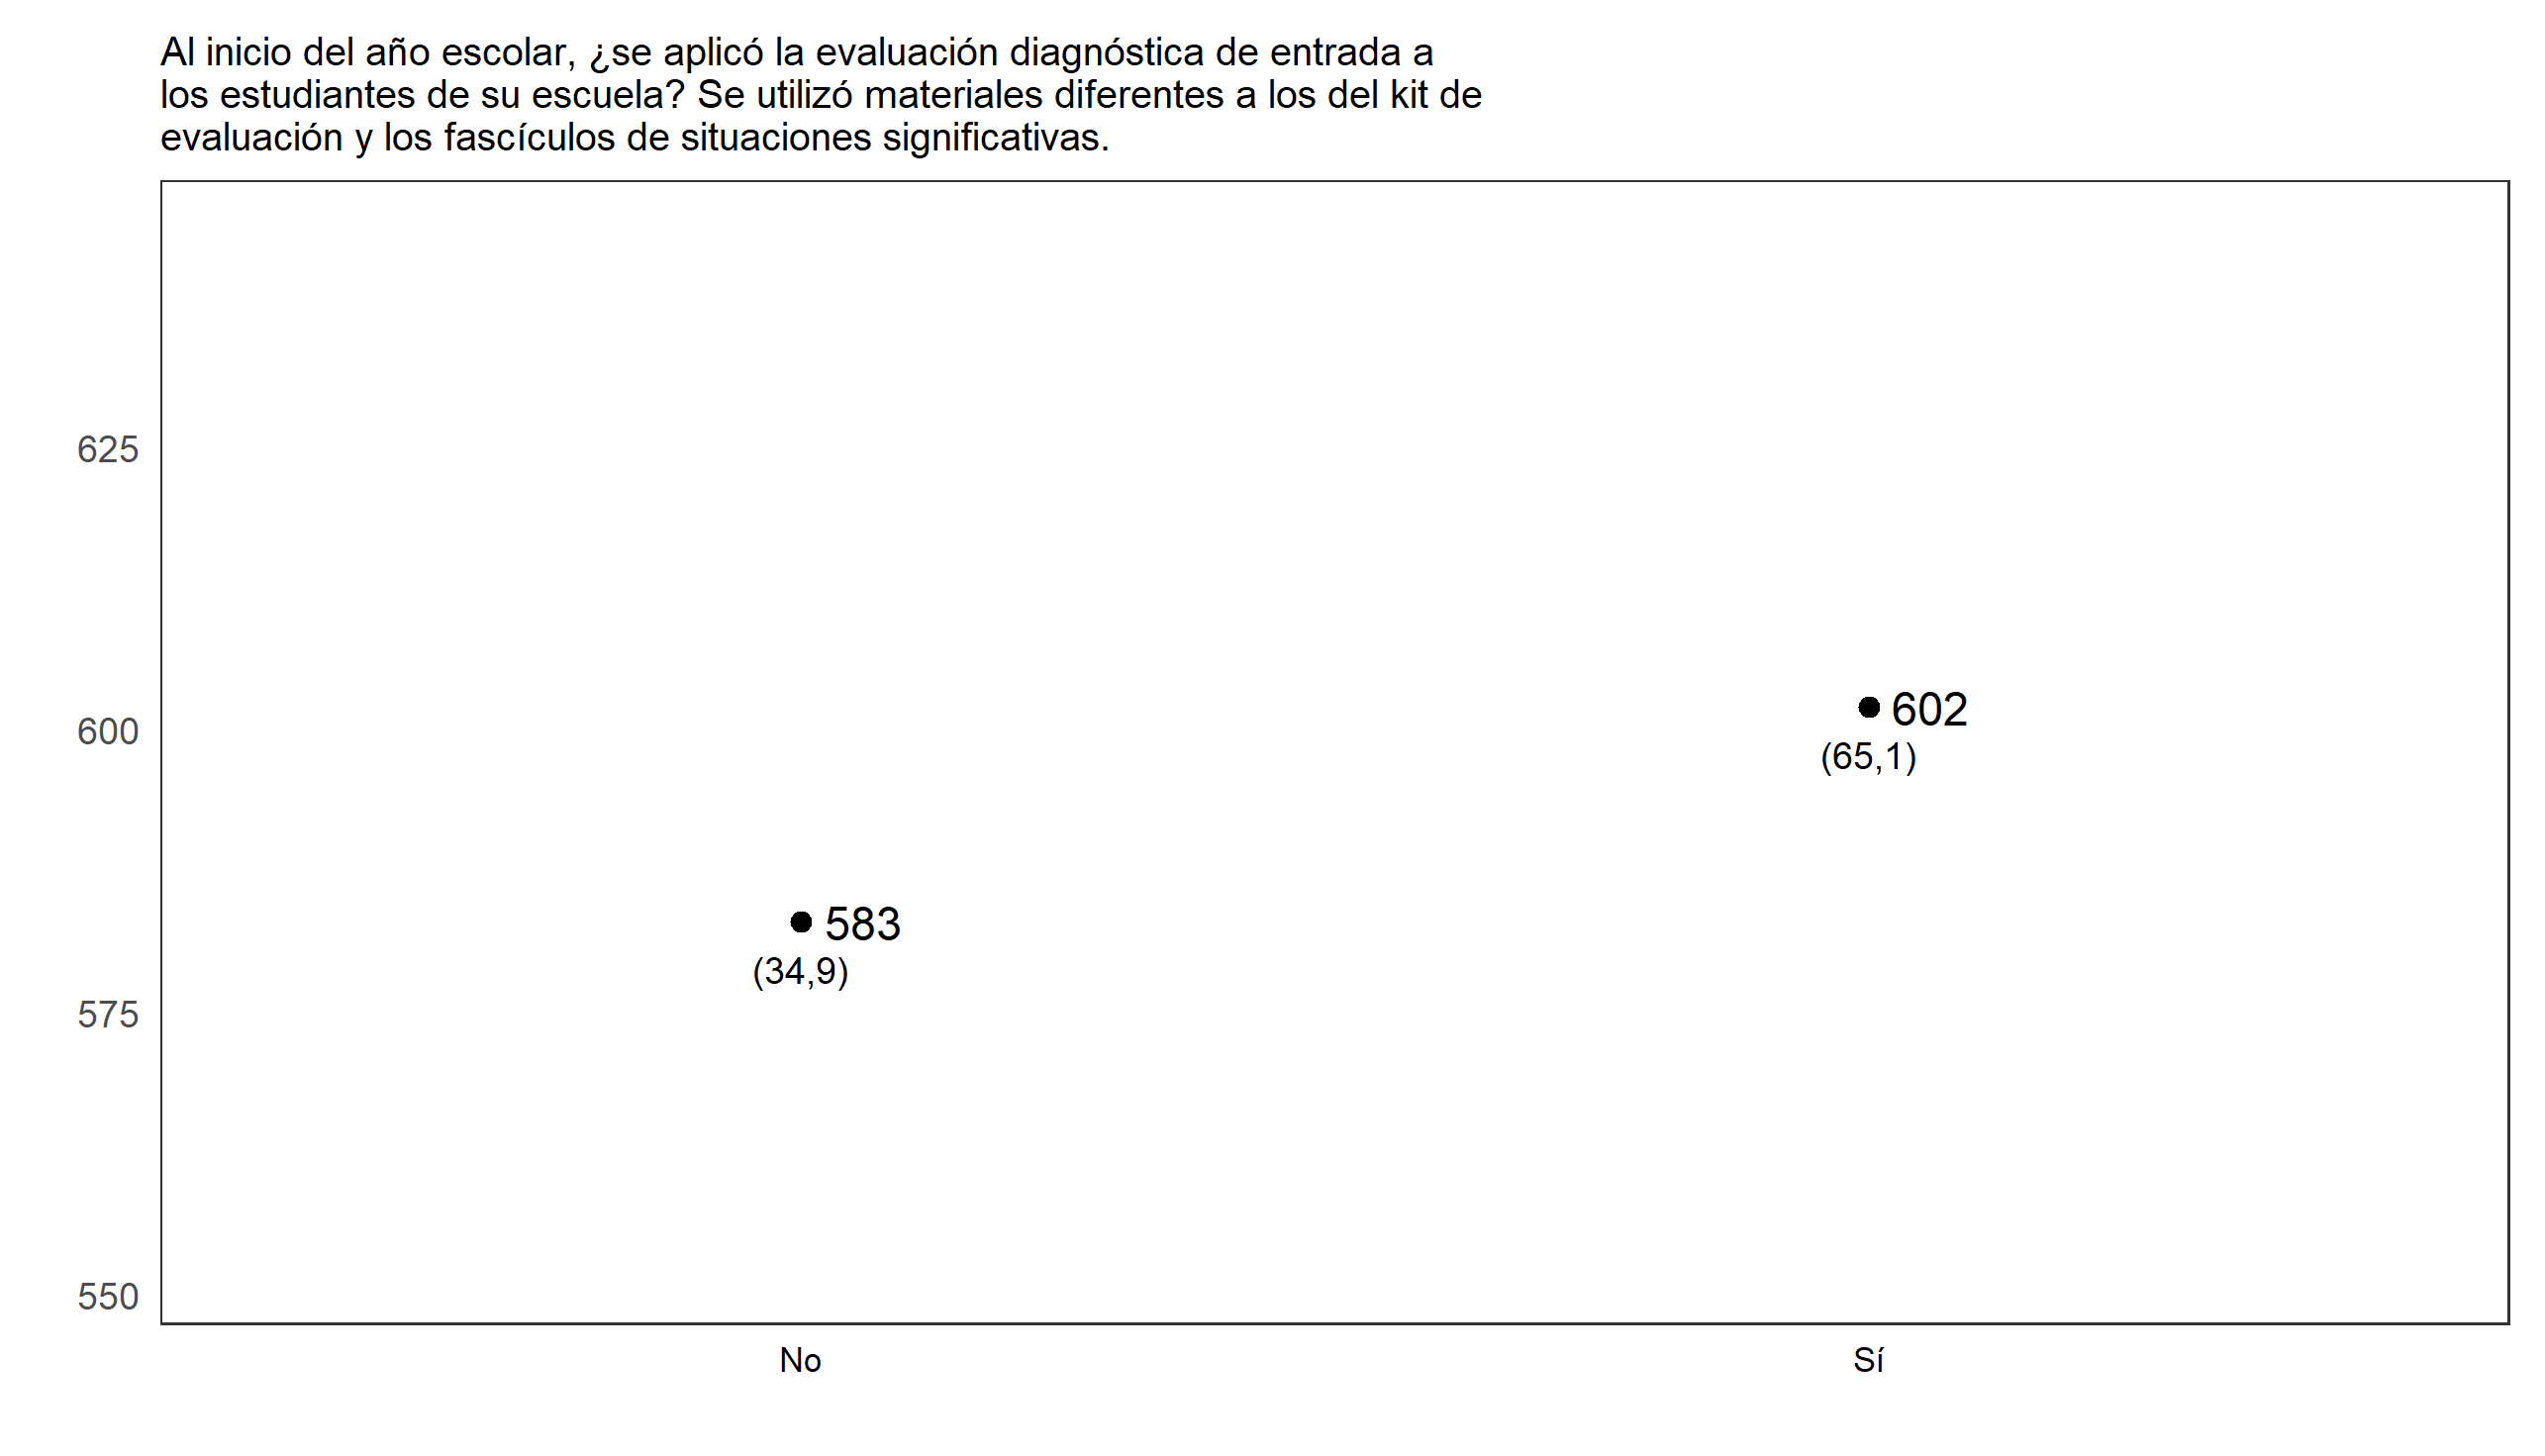 Al inicio del año escolar, ¿se aplicó la evaluación diagnóstica de entrada a
los estudiantes de su escuela? Se utilizó materiales diferentes a los del kit de
evaluación y los fascículos de situaciones significativas.
625
600
575
550
602
(65,1)
583
(34,9)
No
Sí